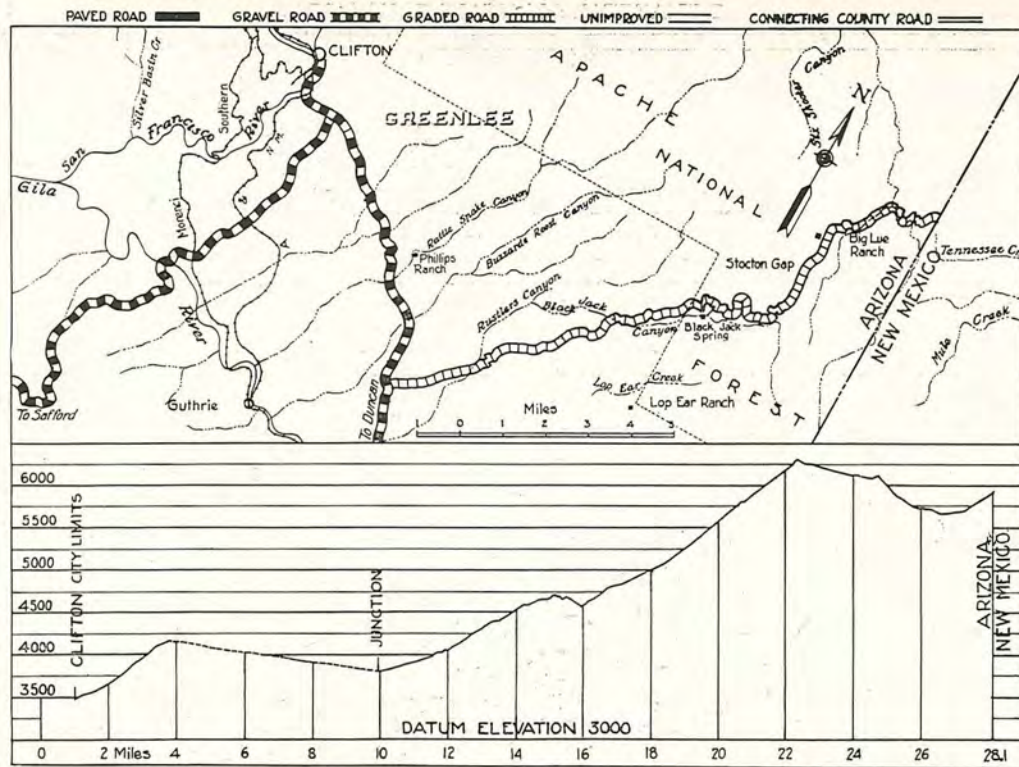 PAVED ROAD GRAVEL ROAD GRADED ROAD UNIMPROVED CONNECTING COUNTY ROAD
CLIFTON
Silver Basin Cr
Southern
San Francisco River
Gila
River
Morenci
N.M.
&
A
GREENLEE
APACHE
NATIONAL
FOREST
Canyon
N
Rattle Snake Canyon
Phillips
Ranch
Buzzards Roost Canyon
Rustlers Canyon
Black Jack
Canyon
Black Jack
Spring
Stocton Gap
Big Lue
Ranch
ARIZONA
NEW MEXICO
Tennessee Cr
Mule Creek
Lop Ear Creek
Lop Ear Ranch
To Safford
Guthrie
To Duncan
Miles
1 0 1 2 3 4 5
6000
5500
5000
4500
4000
3500
CLIFTON CITY LIMITS
JUNCTION
ARIZONA
NEW MEXICO
DATUM ELEVATION 3000
0 2 Miles 4 6 8 10 12 14 16 18 20 22 24 26 28.1